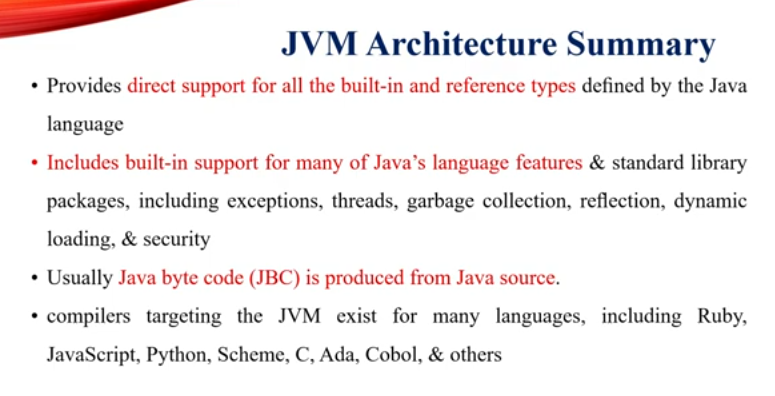 JVM Architecture Summary
• Provides direct support for all the built-in and reference types defined by the Java
language
• Includes built-in support for many of Java's language features & standard library
packages, including exceptions, threads, garbage collection, reflection, dynamic
loading, & security
• Usually Java byte code (JBC) is produced from Java source.
• compilers targeting the JVM exist for many languages, including Ruby,
JavaScript, Python, Scheme, C, Ada, Cobol, & others